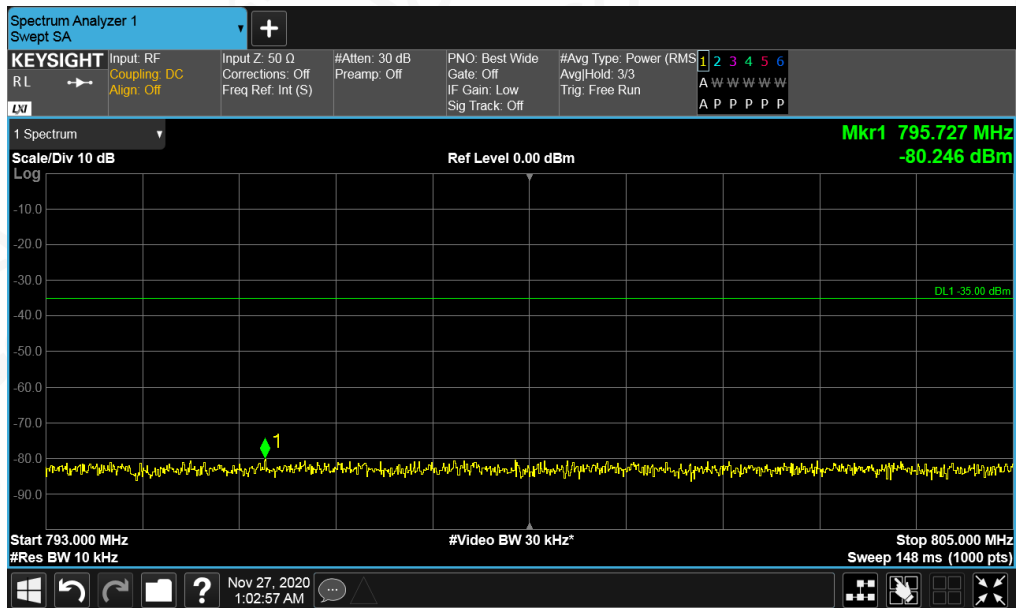 Spectrum Analyzer 1
Swept SA
+
KEYSIGHT Input: RF Input Z: 50 Ω #Atten: 30 dB PNO: Best Wide #Avg Type: Power (RMS 1 2 3 4 5 6
RL Coupling: DC Corrections: Off Preamp: Off Gate: Off Avg|Hold: 3/3 A W W W W W
Align: Off Freq Ref: Int (S) IF Gain: Low Trig: Free Run
LXI Sig Track: Off A P P P P P
1 Spectrum Mkr1 795.727 MHz
Scale/Div 10 dB Ref Level 0.00 dBm -80.246 dBm
Log
-10.0
-20.0
-30.0
DL1 -35.00 dBm
-40.0
-50.0
-60.0
-70.0
1
-80.0
-90.0
Start 793.000 MHz #Video BW 30 kHz* Stop 805.000 MHz
#Res BW 10 kHz Sweep 148 ms (1000 pts)
? Nov 27, 2020
1:02:57 AM